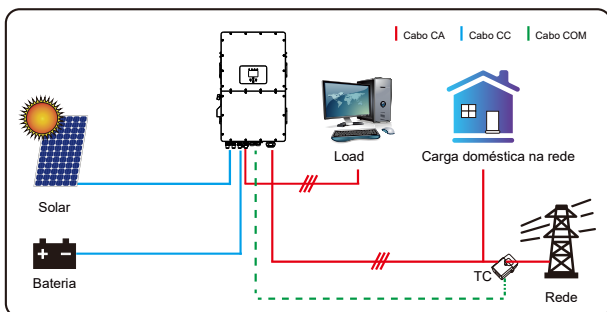 Cabo CA
Cabo CC
Cabo COM
Load
Carga doméstica na rede
Solar
Bateria
TC
Rede